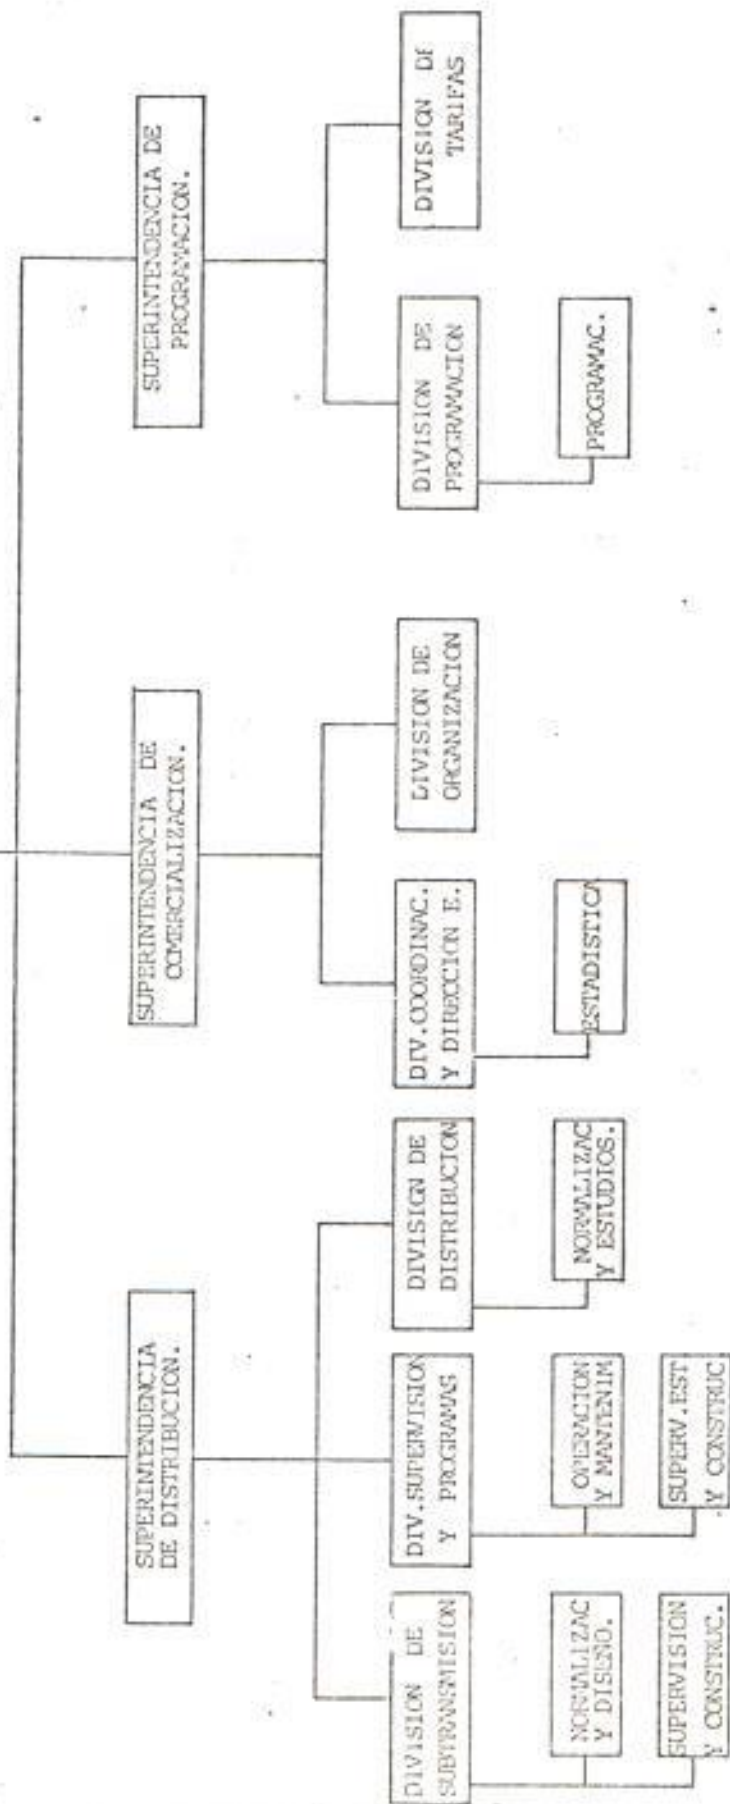 SUPERINTENDENCIA
DE DISTRIBUCION.
SUPERINTENDENCIA DE
COMERCIALIZACION.
SUPERINTENDENCIA DE
PROGRAMACION.
DIVISION DE
SUBTRANSMISION
DIV.SUPERVISION
Y PROGRAMAS
DIVISION DE
DISTRIBUCION
DIV.COORDINAC.
Y DIRECCION E.
DIVISION DE
ORGANIZACION
DIVISION DE
PROGRAMACION
DIVISION DE
TARIFAS
NORMALIZAC
Y DISEÑO.
OPERACION
Y MANTENIM
NORMALIZAC
Y ESTUDIOS.
ESTADISTICA
PROGRAMAC.
SUPERVISION
Y CONSTRUC.
SUPERV.EST
Y CONSTRUC